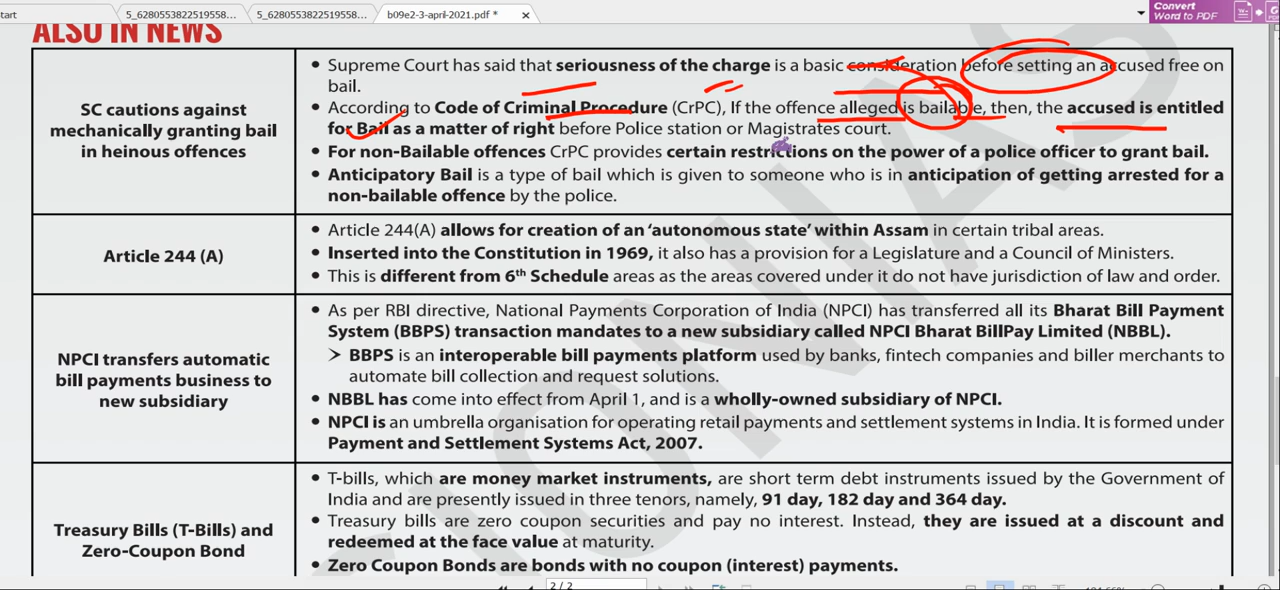 tart
5_6280553822519558...
5_6280553822519558...
b09e2-3-april-2021.pdf *
Convert
Word to PDF
ALSO IN NEWS
SC cautions against
mechanically granting bail
in heinous offences
• Supreme Court has said that seriousness of the charge is a basic consideration before setting an accused free on
bail.
• According to Code of Criminal Procedure (CrPC), If the offence alleged is bailable, then, the accused is entitled
for Bail as a matter of right before Police station or Magistrates court.
• For non-Bailable offences CrPC provides certain restrictions on the power of a police officer to grant bail.
• Anticipatory Bail is a type of bail which is given to someone who is in anticipation of getting arrested for a
non-bailable offence by the police.
Article 244 (A)
• Article 244(A) allows for creation of an ‘autonomous state’ within Assam in certain tribal areas.
• Inserted into the Constitution in 1969, it also has a provision for a Legislature and a Council of Ministers.
• This is different from 6th Schedule areas as the areas covered under it do not have jurisdiction of law and order.
NPCI transfers automatic
bill payments business to
new subsidiary
• As per RBI directive, National Payments Corporation of India (NPCI) has transferred all its Bharat Bill Payment
System (BBPS) transaction mandates to a new subsidiary called NPCI Bharat BillPay Limited (NBBL).
➢ BBPS is an interoperable bill payments platform used by banks, fintech companies and biller merchants to
automate bill collection and request solutions.
• NBBL has come into effect from April 1, and is a wholly-owned subsidiary of NPCI.
• NPCI is an umbrella organisation for operating retail payments and settlement systems in India. It is formed under
Payment and Settlement Systems Act, 2007.
Treasury Bills (T-Bills) and
Zero-Coupon Bond
• T-bills, which are money market instruments, are short term debt instruments issued by the Government of
India and are presently issued in three tenors, namely, 91 day, 182 day and 364 day.
• Treasury bills are zero coupon securities and pay no interest. Instead, they are issued at a discount and
redeemed at the face value at maturity.
• Zero Coupon Bonds are bonds with no coupon (interest) payments.
2 / 2